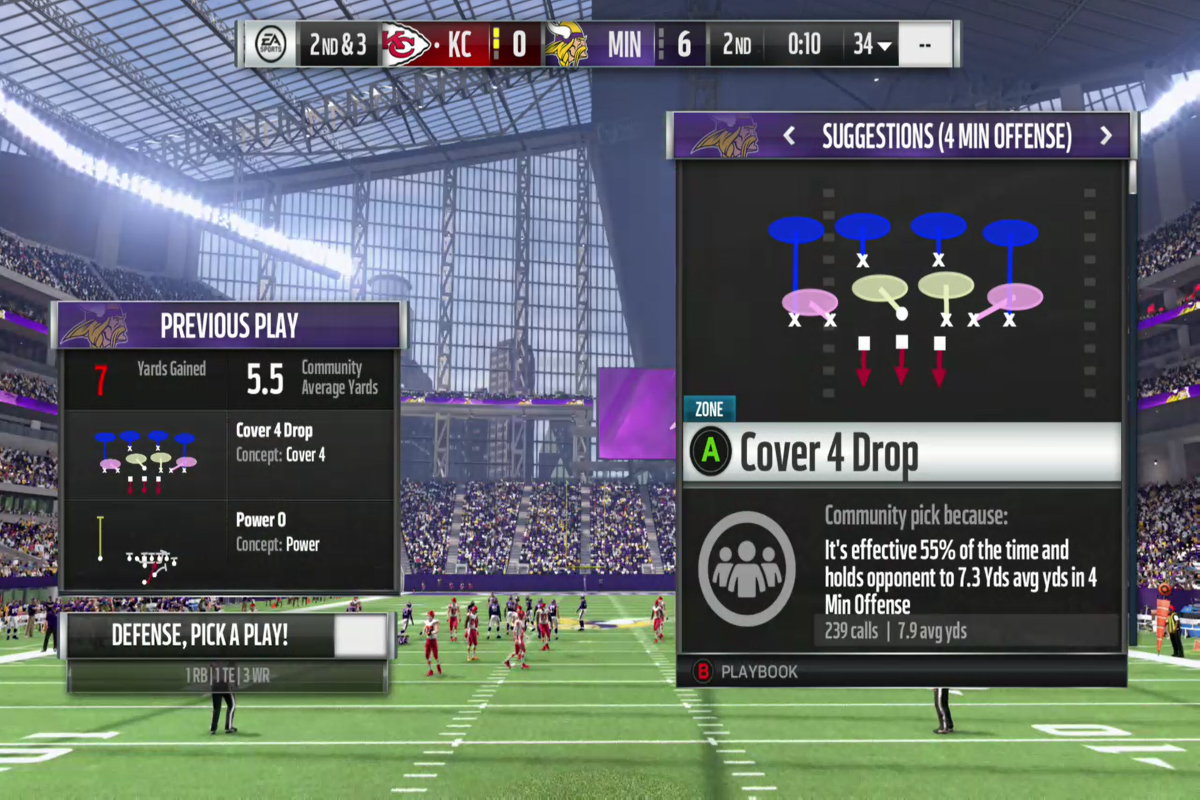 EA SPORTS 2ND & 3 KC 0 MIN 6 2ND 0:10 34 --
SUGGESTIONS (4 MIN OFFENSE)
X X
X X X X X
ZONE
A Cover 4 Drop
Community pick because:
It's effective 55% of the time and
holds opponent to 7.3 Yds avg yds in 4
Min Offense
239 calls | 7.9 avg yds
B PLAYBOOK
PREVIOUS PLAY
7 Yards Gained 5.5 Community
Average Yards
Cover 4 Drop
Concept: Cover 4
Power O
Concept: Power
DEFENSE, PICK A PLAY!
1 RB | 1 TE | 3 WR